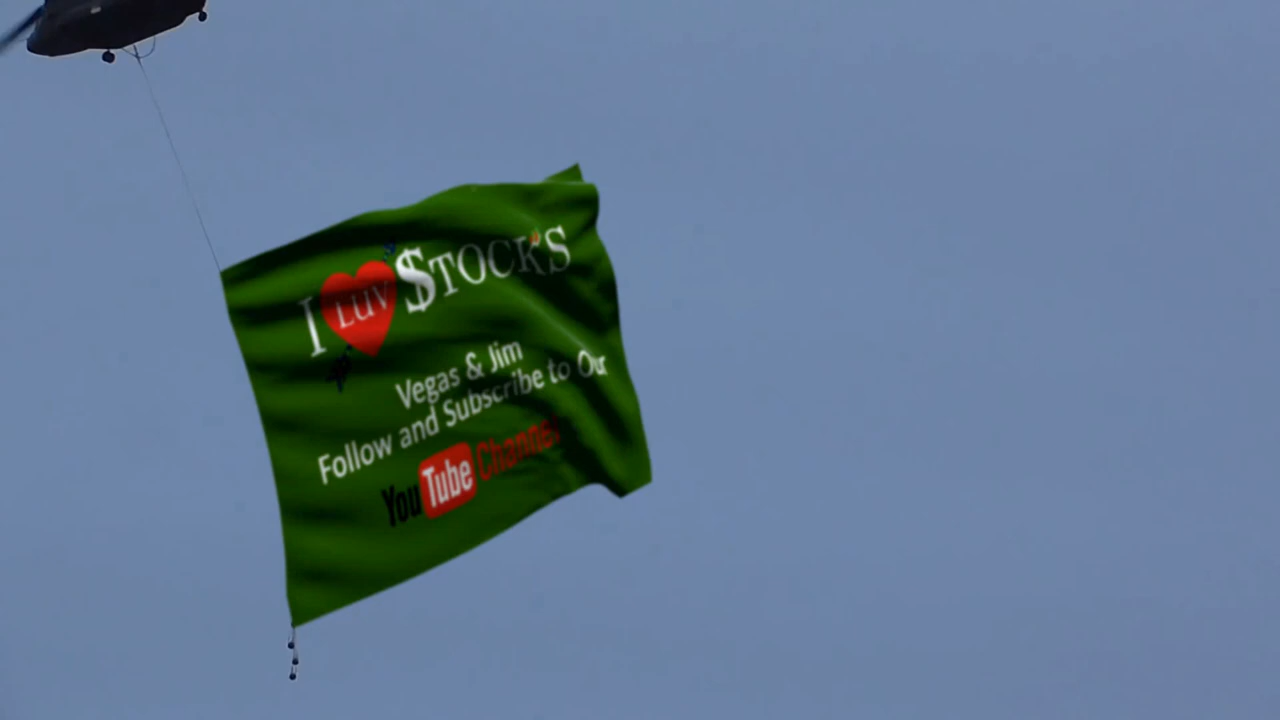 I LUV $TOCKS
Vegas & Jim
Follow and Subscribe to Our
YouTube Channel